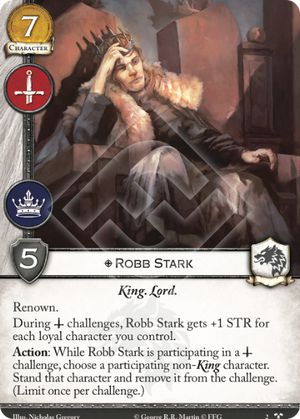 7
CHARACTER
5
ROBB STARK
King. Lord.
Renown.
During challenges, Robb Stark gets +1 STR for
each loyal character you control.
Action: While Robb Stark is participating in a
challenge, choose a participating non-King character.
Stand that character and remove it from the challenge.
(Limit once per challenge.)
Illus. Nicholas Gregory
© George R.R. Martin © FFG
2